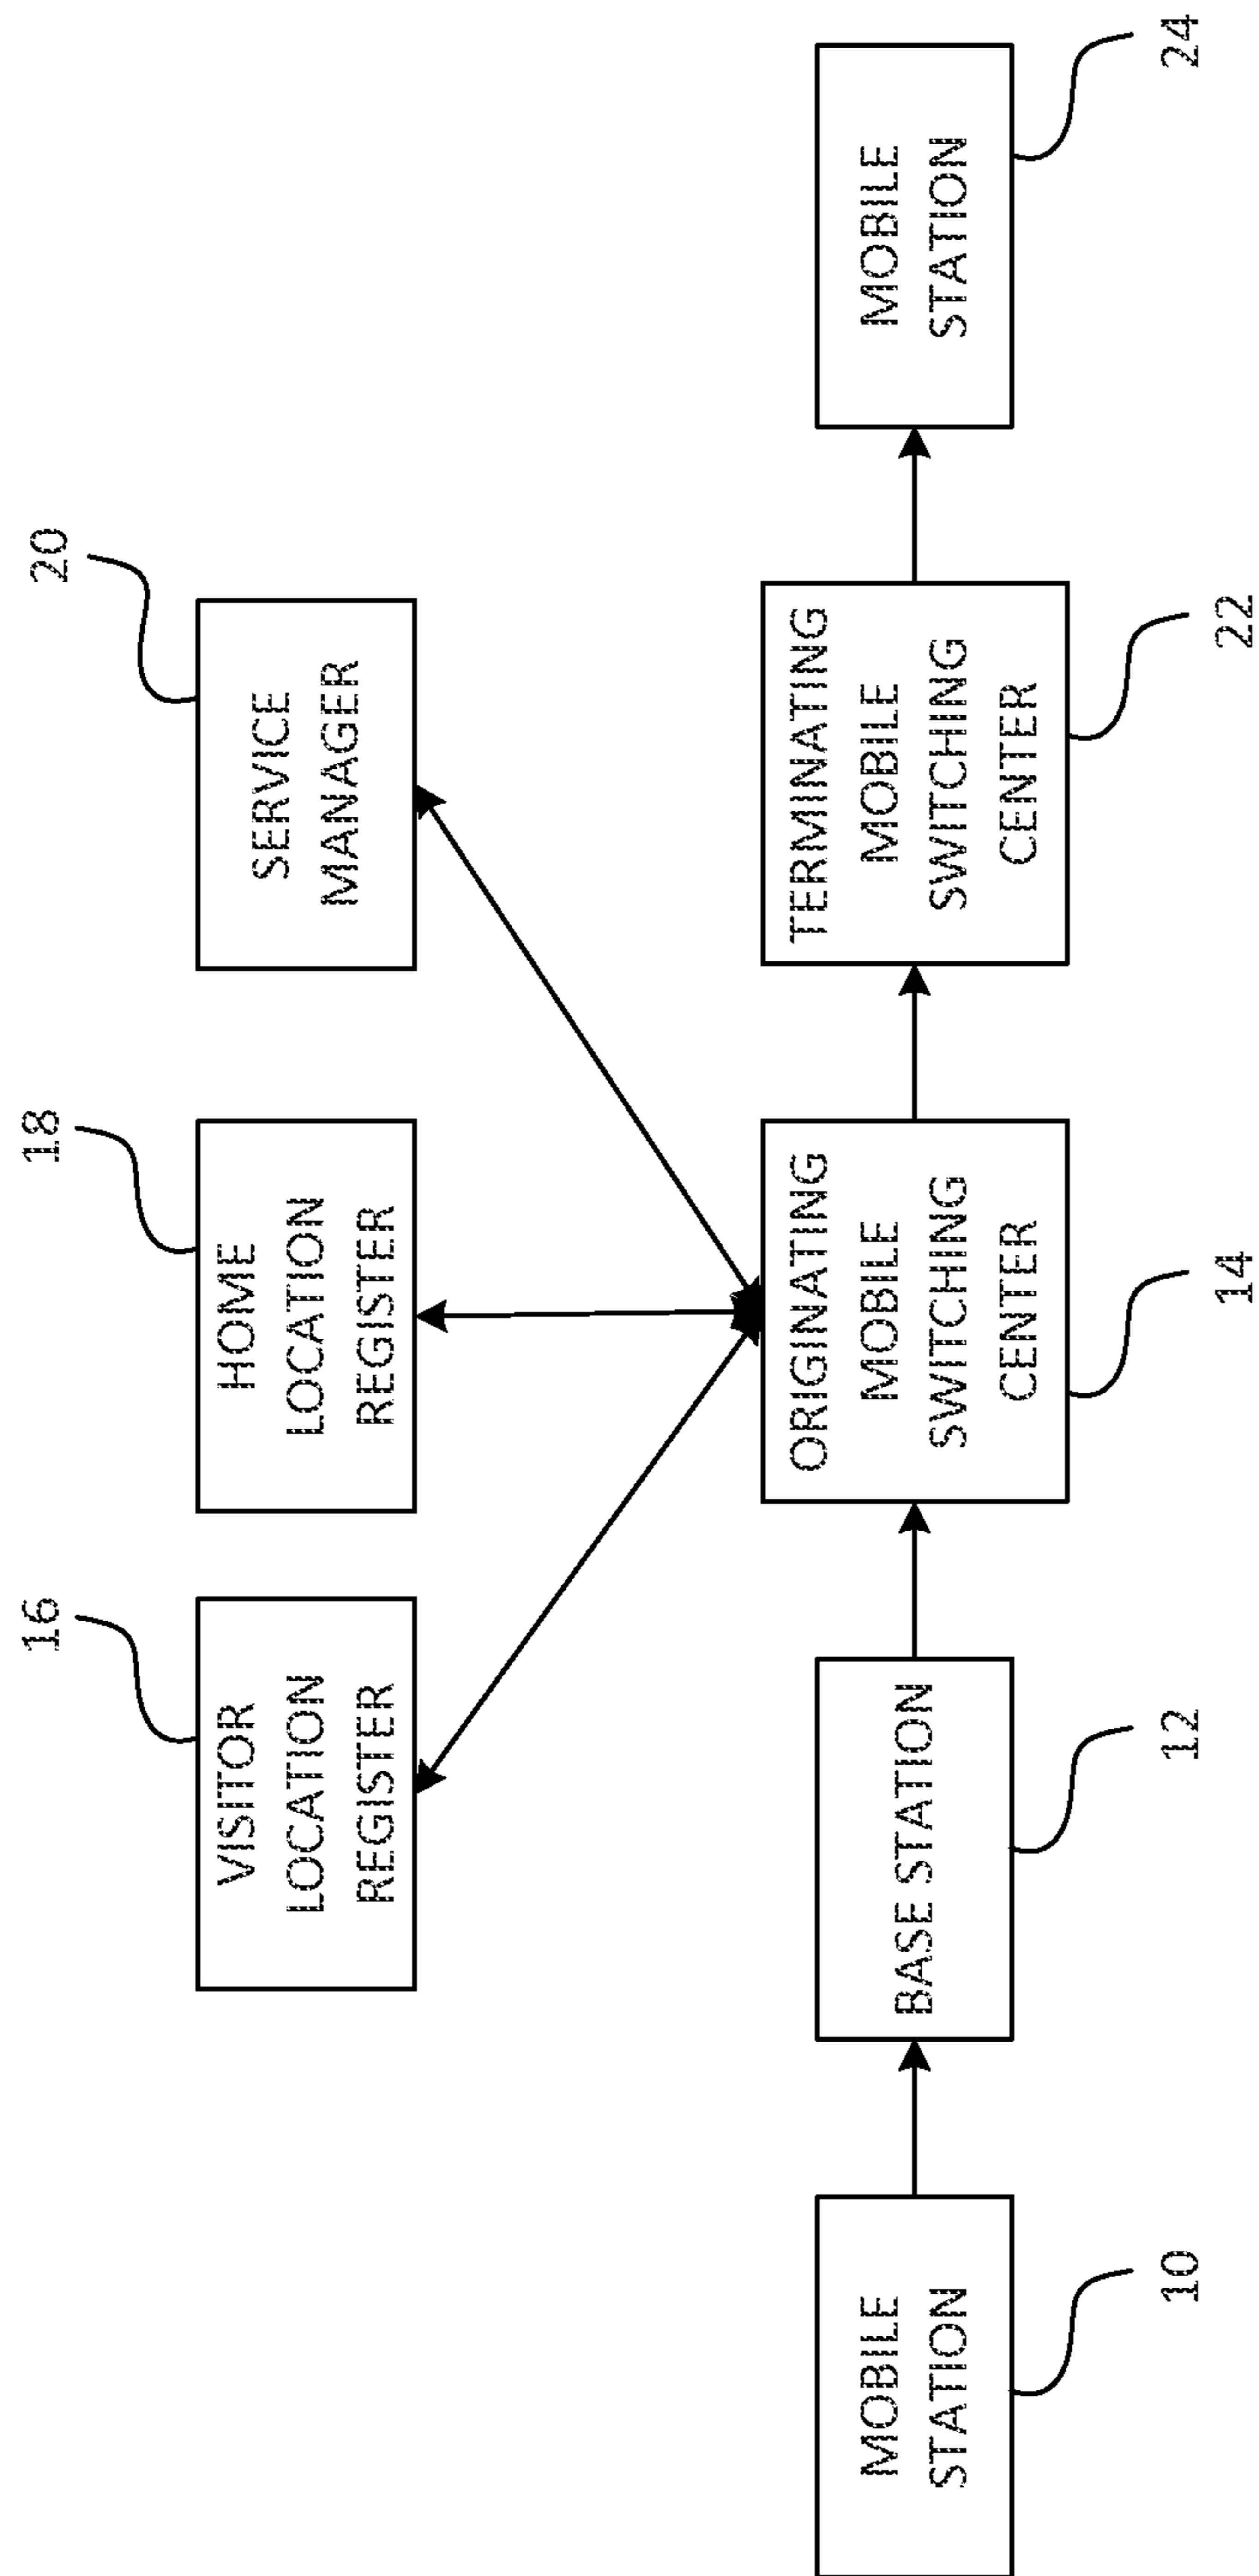 16
VISITOR
LOCATION
REGISTER
18
HOME
LOCATION
REGISTER
20
SERVICE
MANAGER
MOBILE
STATION
10
BASE STATION
12
ORIGINATING
MOBILE
SWITCHING
CENTER
14
TERMINATING
MOBILE
SWITCHING
CENTER
22
MOBILE
STATION
24